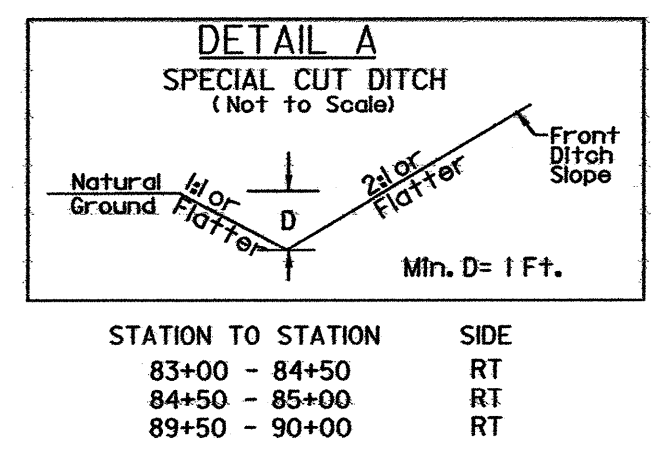 DETAIL A
SPECIAL CUT DITCH
(Not to Scale)
Natural
Ground
1:1 or
Flatter
D
2:1 or
Flatter
Front
Ditch
Slope
Min. D= 1 Ft.
STATION TO STATION SIDE
83+00 - 84+50 RT
84+50 - 85+00 RT
89+50 - 90+00 RT